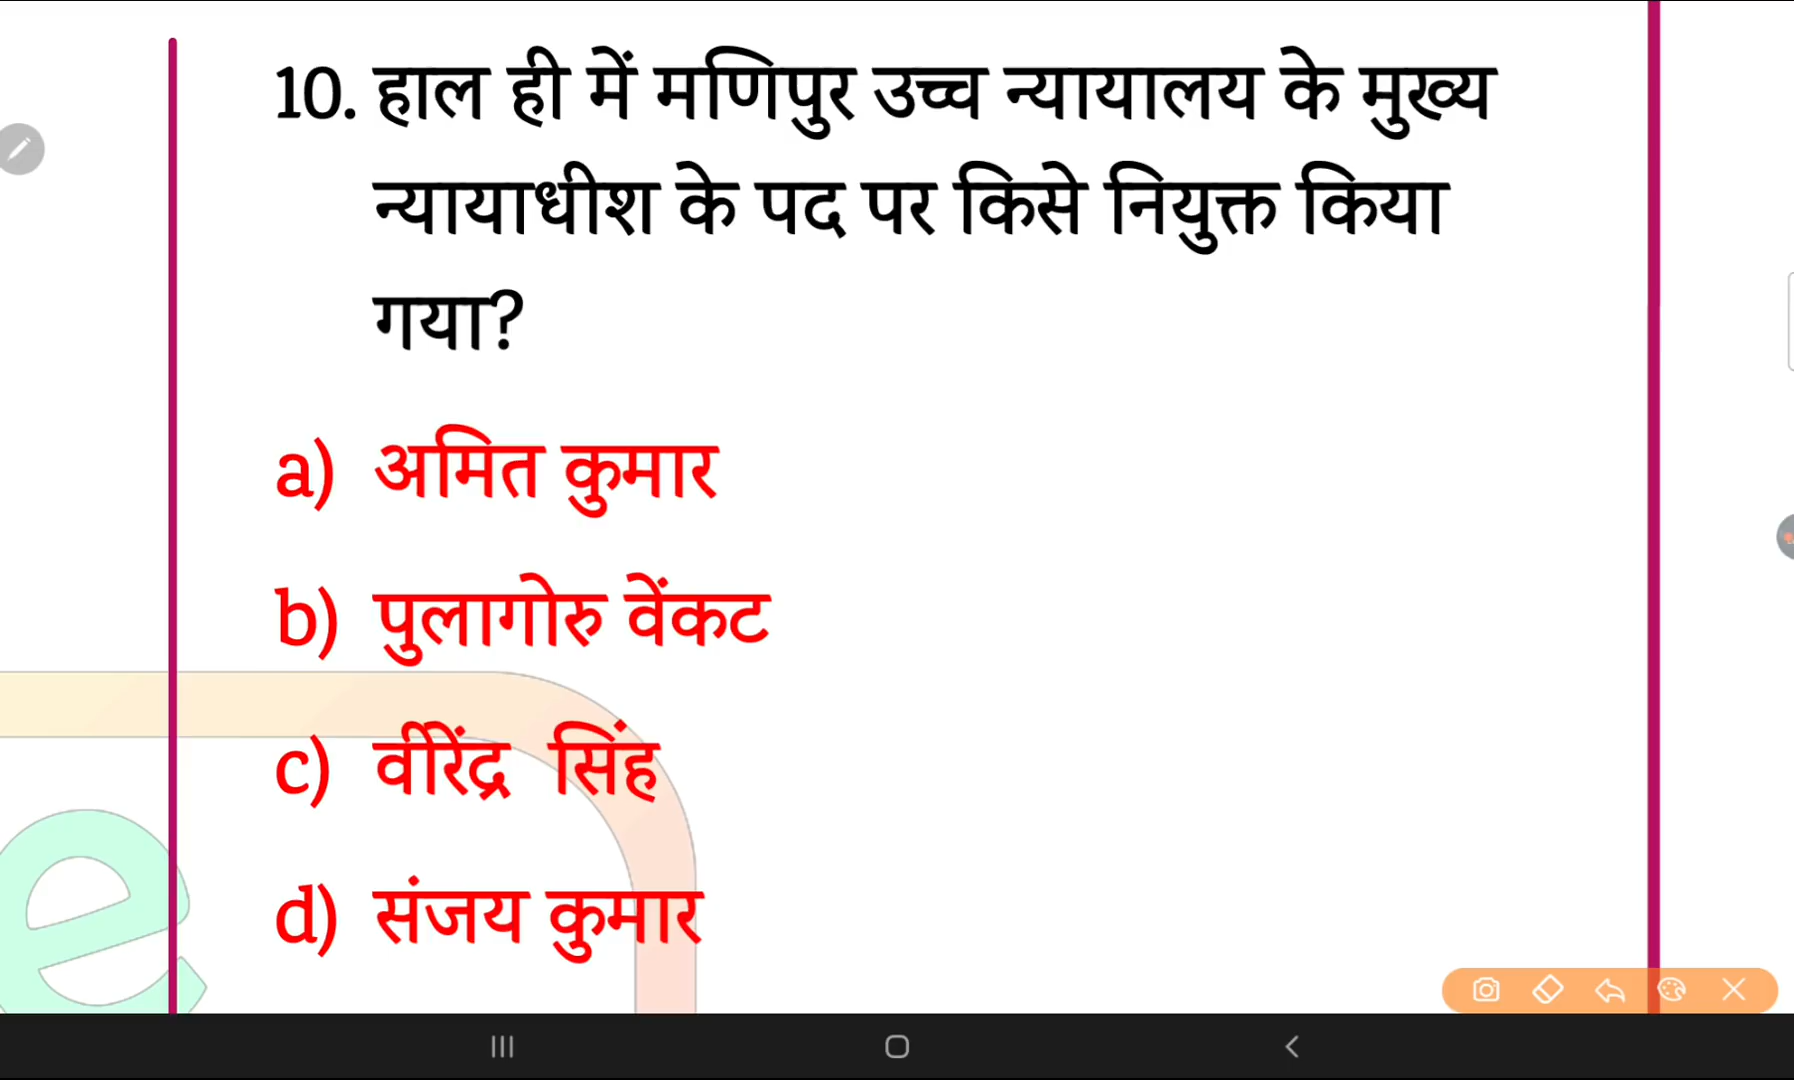 10. हाल ही में मणिपुर उच्च न्यायालय के मुख्य
न्यायाधीश के पद पर किसे नियुक्त किया
गया?
a) अमित कुमार
b) पुलागोरु वेंकट
c) वीरेंद्र सिंह
d) संजय कुमार
e